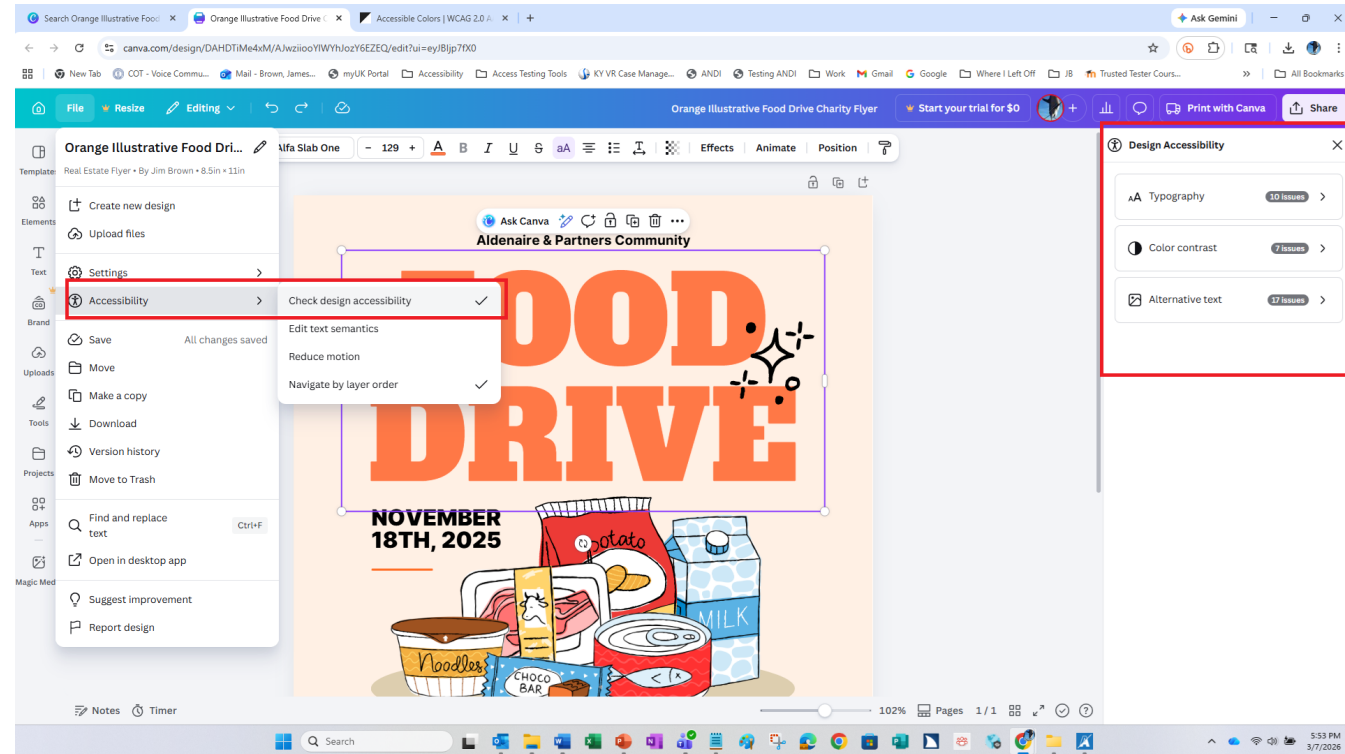 Search Orange Illustrative Food
Orange Illustrative Food Drive C
Accessible Colors | WCAG 2.0 A
Ask Gemini
canva.com/design/DAHDTiMe4xM/AJwziiooYIWYhJozY6EZEQ/edit?ui=eyJBIjp7fX0
New Tab
COT - Voice Commu...
Mail - Brown, James...
myUK Portal
Accessibility
Access Testing Tools
KY VR Case Manage...
ANDI
Testing ANDI
Work
Gmail
Google
Where I Left Off
JB
Trusted Tester Cours...
All Bookmarks
File
Resize
Editing
Orange Illustrative Food Drive Charity Flyer
Start your trial for $0
Print with Canva
Share
Orange Illustrative Food Dri...
Real Estate Flyer • By Jim Brown • 8.5in × 11in
Create new design
Upload files
Settings
Accessibility
Save
All changes saved
Move
Make a copy
Download
Version history
Move to Trash
Find and replace
text
Ctrl+F
Open in desktop app
Suggest improvement
Report design
Check design accessibility
Edit text semantics
Reduce motion
Navigate by layer order
Template
Elements
Text
Brand
Uploads
Tools
Projects
Apps
Magic Med
Alfa Slab One
– 129 +
A B I U S aA
Effects
Animate
Position
Ask Canva
Aldenaire & Partners Community
FOOD
DRIVE
NOVEMBER
18TH, 2025
potato
MILK
Noodles
CHOCO
BAR
Design Accessibility
AA Typography
10 issues
Color contrast
7 issues
Alternative text
17 issues
Notes
Timer
102%
Pages
1 / 1
Search
5:53 PM
3/7/2026